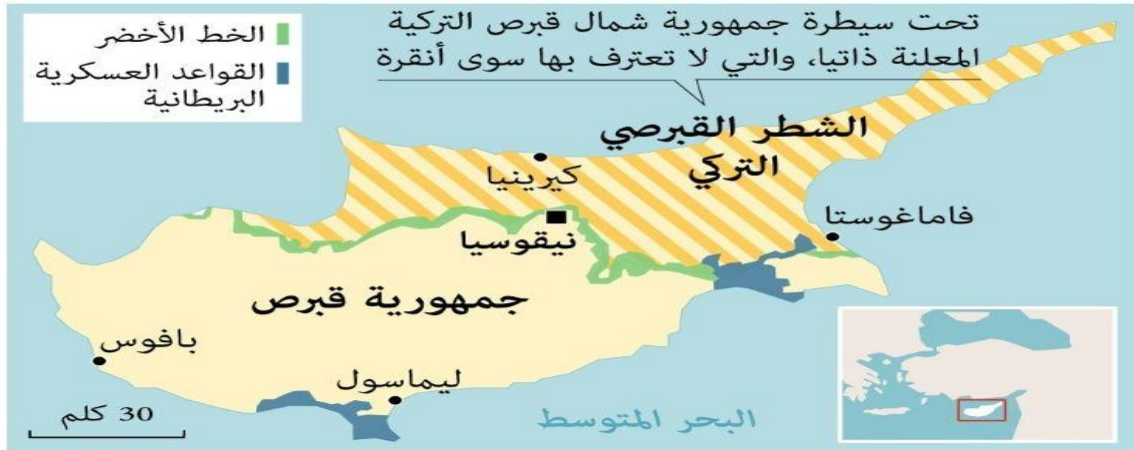 تحت سيطرة جمهورية شمال قبرص التركية
المعلنة ذاتيا، والتي لا تعترف بها سوى أنقرة
الخط الأخضر
القواعد العسكرية
البريطانية
الشطر القبرصي
التركي
كيرينيا
فاماغوستا
نيقوسيا
جمهورية قبرص
بافوس
ليماسول
البحر المتوسط
30 كلم